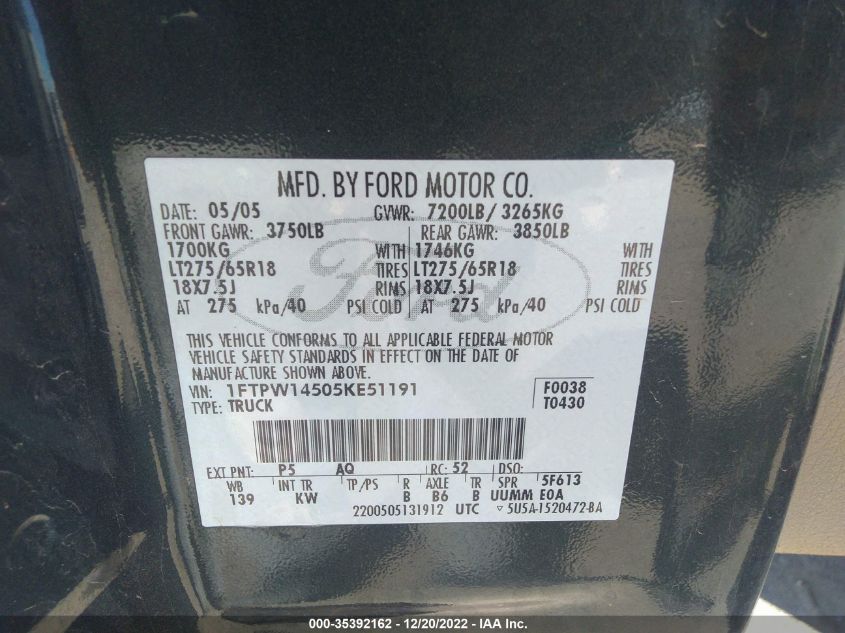 MFD. BY FORD MOTOR CO.
DATE: 05/05 GVWR: 7200LB/ 3265KG
FRONT GAWR: 3750LB REAR GAWR: 3850LB
1700KG WITH 1746KG WITH
LT275/65R18 TIRES LT275/65R18 TIRES
18X7.5J RIMS 18X7.5J RIMS
AT 275 kPa/40 PSI COLD AT 275 kPa/40 PSI COLD
Ford
THIS VEHICLE CONFORMS TO ALL APPLICABLE FEDERAL MOTOR
VEHICLE SAFETY STANDARDS IN EFFECT ON THE DATE OF
MANUFACTURE SHOWN ABOVE.
VIN: 1FTPW14505KE51191 F0038
TYPE: TRUCK T0430
EXT PNT: P5 AQ RC: 52 DSO:
WB INT TR TP/PS R AXLE TR SPR 5F613
139 KW B B6 B UUMM E0A
2200505131912 UTC ▽ 5U5A-1520472-BA
000-35392162 - 12/20/2022 - IAA Inc.